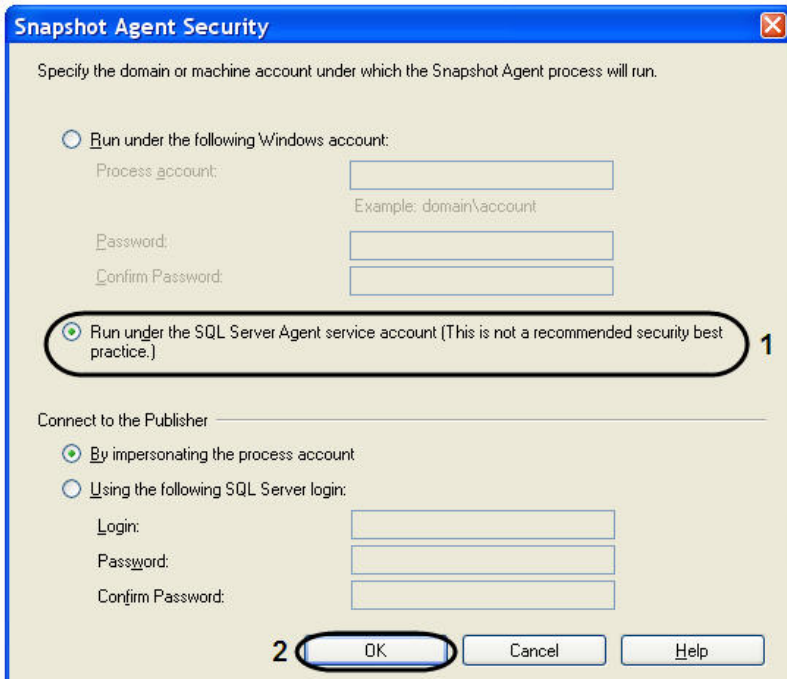 Snapshot Agent Security
Specify the domain or machine account under which the Snapshot Agent process will run.
Run under the following Windows account:
Process account:
Example: domain\account
Password:
Confirm Password:
Run under the SQL Server Agent service account (This is not a recommended security best
practice.)
1
Connect to the Publisher
By impersonating the process account
Using the following SQL Server login:
Login:
Password:
Confirm Password:
2 OK Cancel Help